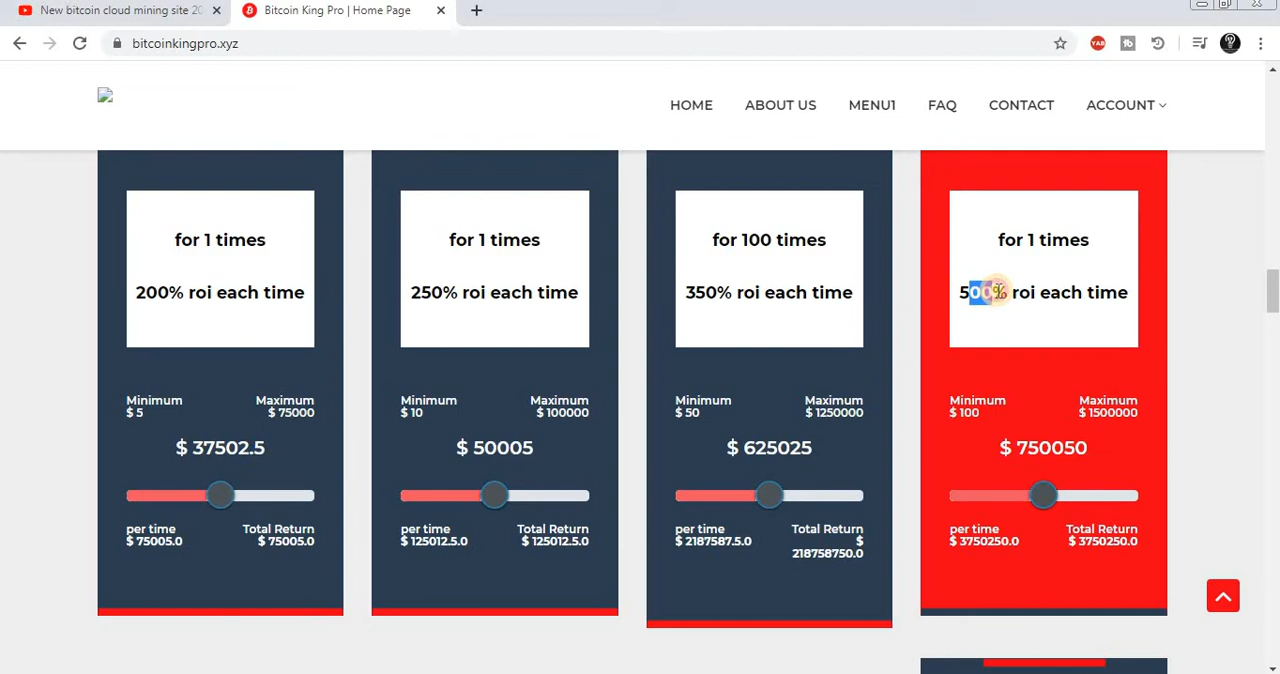 New bitcoin cloud mining site 20
Bitcoin King Pro | Home Page
bitcoinkingpro.xyz
YAB
HOME ABOUT US MENU1 FAQ CONTACT ACCOUNT
for 1 times
200% roi each time
Minimum Maximum
$ 5 $ 75000
$ 37502.5
per time Total Return
$ 75005.0 $ 75005.0
for 1 times
250% roi each time
Minimum Maximum
$ 10 $ 100000
$ 50005
per time Total Return
$ 125012.5.0 $ 125012.5.0
for 100 times
350% roi each time
Minimum Maximum
$ 50 $ 1250000
$ 625025
per time Total Return
$ 2187587.5.0 $
218758750.0
for 1 times
500% roi each time
Minimum Maximum
$ 100 $ 1500000
$ 750050
per time Total Return
$ 3750250.0 $ 3750250.0